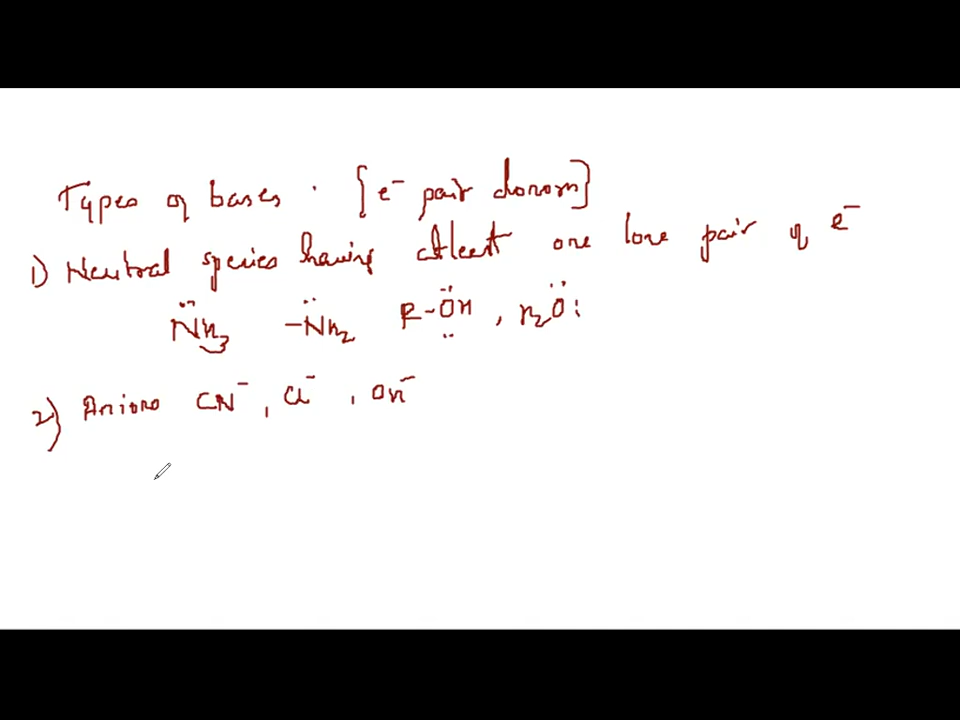 Types of bases. {e⁻ pair donors}
1) Neutral species having atleast one lone pair of e⁻
N̈H₃ –N̈H₂ R–ÖH, H₂Ö:
2) Anions CN⁻, Cl⁻, OH⁻